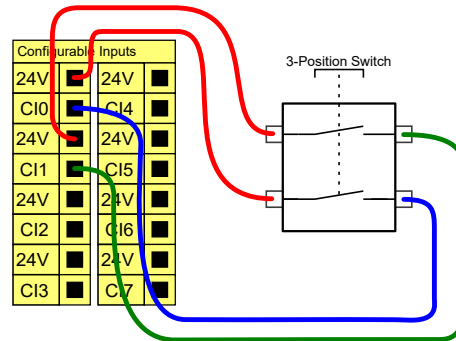 Configurable Inputs
3-Position Switch
24V 24V
CI0 CI4
24V 24V
CI1 CI5
24V 24V
CI2 CI6
24V 24V
CI3 CI7